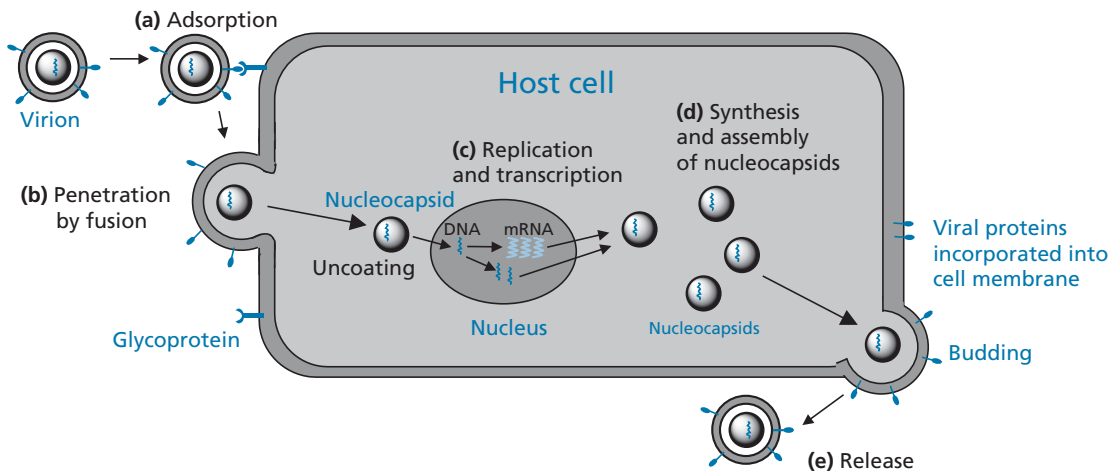 (a) Adsorption
Virion
Host cell
(b) Penetration
by fusion
Nucleocapsid
Uncoating
(c) Replication
and transcription
DNA
mRNA
Nucleus
(d) Synthesis
and assembly
of nucleocapsids
Nucleocapsids
Glycoprotein
Viral proteins
incorporated into
cell membrane
Budding
(e) Release